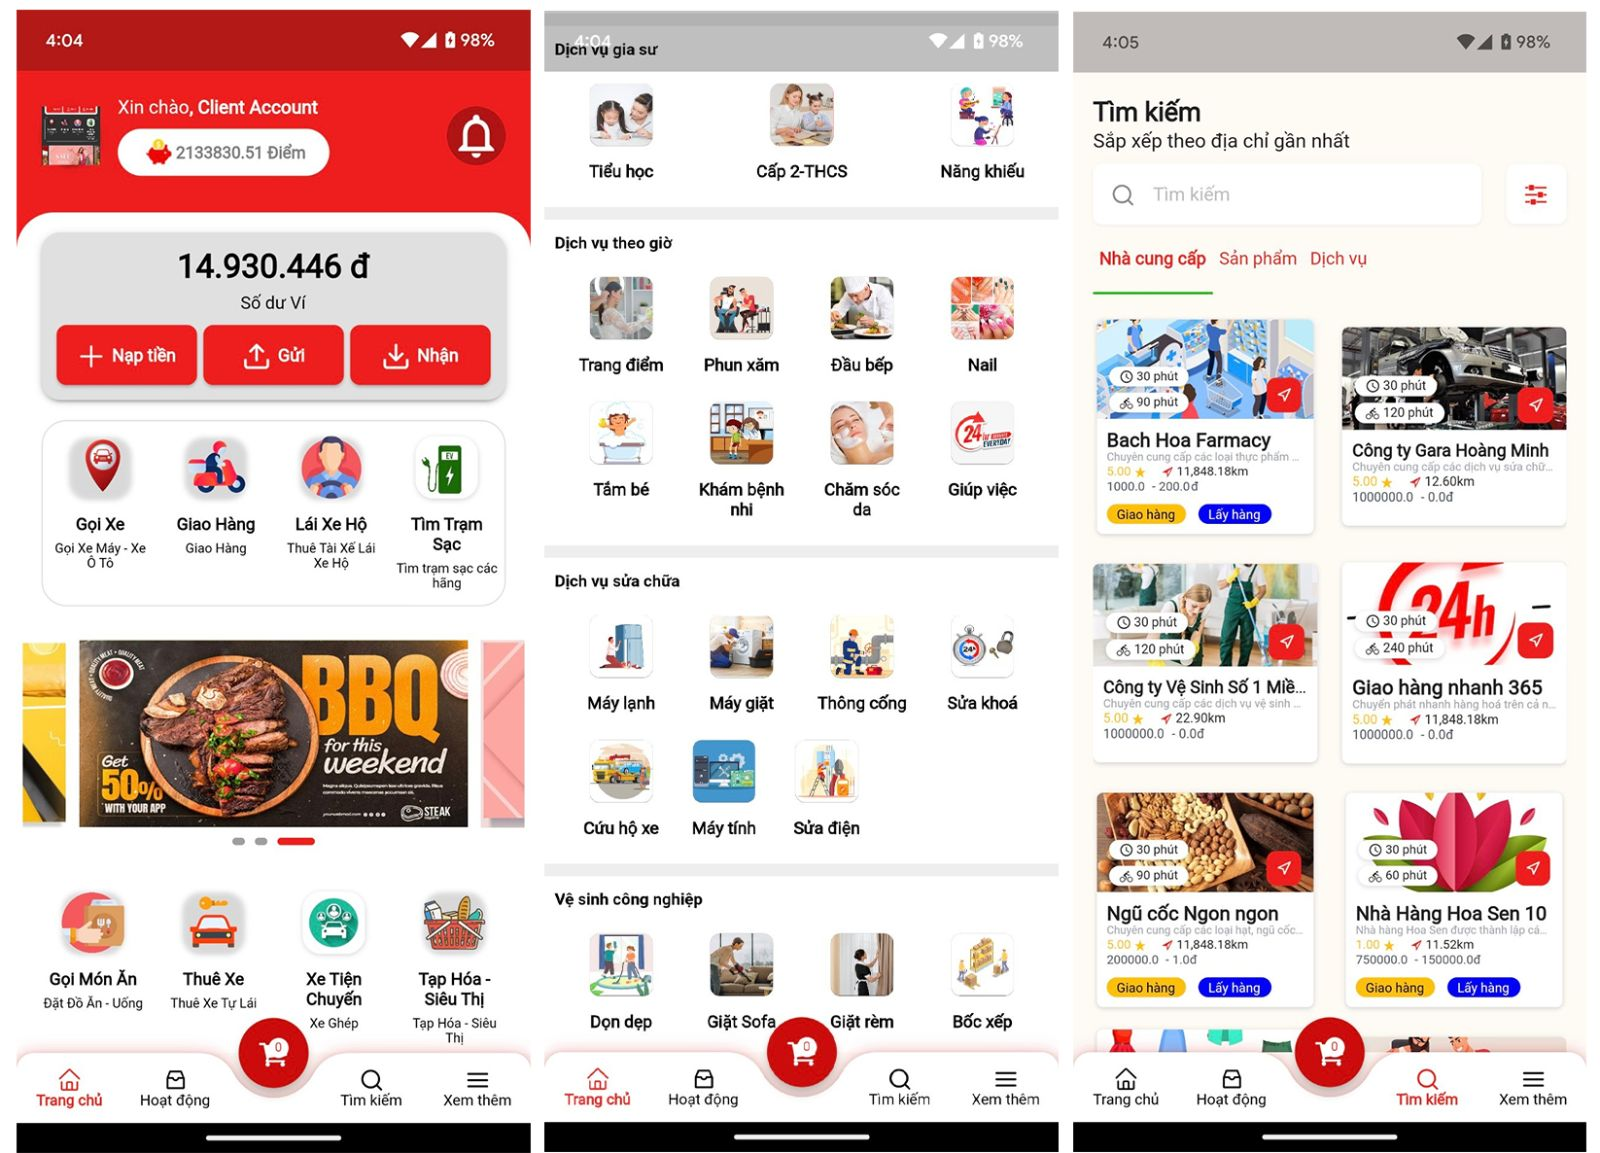 4:04
98%
Xin chào, Client Account
2133830.51 Điểm
14.930.446 đ
Số dư Ví
Nạp tiền
Gửi
Nhận
EV
Gọi Xe
Giao Hàng
Lái Xe Hộ
Tìm Trạm Sạc
Gọi Xe Máy - Xe Ô Tô
Giao Hàng
Thuê Tài Xế Lái Xe Hộ
Tìm trạm sạc các hãng
BBQ
for this
weekend
Get
50%
WITH YOUR APP
STEAK
Gọi Món Ăn
Thuê Xe
Xe Tiện Chuyến
Tạp Hóa - Siêu Thị
Đặt Đồ Ăn - Uống
Thuê Xe Tự Lái
Xe Ghép
Tạp Hóa - Siêu Thị
0
Trang chủ
Hoạt động
Tìm kiếm
Xem thêm
4:04
98%
Dịch vụ gia sư
Tiểu học
Cấp 2-THCS
Năng khiếu
Dịch vụ theo giờ
Trang điểm
Phun xăm
Đầu bếp
Nail
24
EVERYDAY
Tắm bé
Khám bệnh nhi
Chăm sóc da
Giúp việc
Dịch vụ sửa chữa
24h
Máy lạnh
Máy giặt
Thông cống
Sửa khoá
Cứu hộ xe
Máy tính
Sửa điện
Vệ sinh công nghiệp
Dọn dẹp
Giặt Sofa
Giặt rèm
Bốc xếp
0
Trang chủ
Hoạt động
Tìm kiếm
Xem thêm
4:05
98%
Tìm kiếm
Sắp xếp theo địa chỉ gần nhất
Tìm kiếm
Nhà cung cấp
Sản phẩm
Dịch vụ
30 phút
90 phút
Bach Hoa Farmacy
Chuyên cung cấp các loại thực phẩm ...
5.00
11,848.18km
1000.0 - 200.0đ
Giao hàng
Lấy hàng
30 phút
120 phút
Công ty Gara Hoàng Minh
Chuyên cung cấp các dịch vụ sửa chữ...
5.00
12.60km
1000000.0 - 0.0đ
30 phút
120 phút
Công ty Vệ Sinh Số 1 Miề...
Chuyên cung cấp các dịch vụ vệ sinh ...
5.00
22.90km
1000000.0 - 0.0đ
24h
30 phút
240 phút
Giao hàng nhanh 365
Chuyển phát nhanh hàng hoá trên cả n...
5.00
11,848.18km
1000000.0 - 0.0đ
30 phút
90 phút
Ngũ cốc Ngon ngon
Chuyên cung cấp các loại hạt, ngũ cốc...
5.00
11,848.18km
200000.0 - 1.0đ
Giao hàng
Lấy hàng
30 phút
60 phút
Nhà Hàng Hoa Sen 10
Nhà hàng Hoa Sen được thành lập cá...
1.00
11.52km
750000.0 - 150000.0đ
Giao hàng
Lấy hàng
0
Trang chủ
Hoạt động
Tìm kiếm
Xem thêm